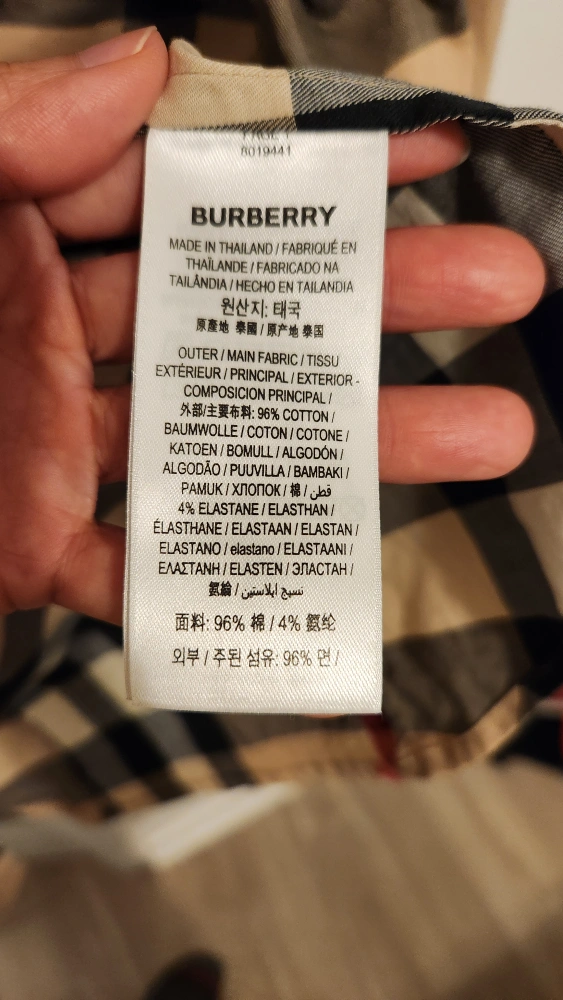 8019441
BURBERRY
MADE IN THAILAND / FABRIQUÉ EN
THAÏLANDE / FABRICADO NA
TAILÂNDIA / HECHO EN TAILANDIA
원산지: 태국
原產地 泰國 / 原产地 泰国
OUTER / MAIN FABRIC / TISSU
EXTÉRIEUR / PRINCIPAL / EXTERIOR -
COMPOSICION PRINCIPAL /
外部/主要布料: 96% COTTON /
BAUMWOLLE / COTON / COTONE /
KATOEN / BOMULL / ALGODÓN /
ALGODÃO / PUUVILLA / BAMBAKI /
PAMUK / ХЛОПОК / 棉 / قطن
4% ELASTANE / ELASTHAN /
ÉLASTHANE / ELASTAAN / ELASTAN /
ELASTANO / elastano / ELASTAANI /
ΕΛΑΣΤΑΝΗ / ELASTEN / ЭЛАСТАН /
氨綸 / نسيج ايلاستين
面料: 96% 棉 / 4% 氨纶
외부 / 주된 섬유: 96% 면 /